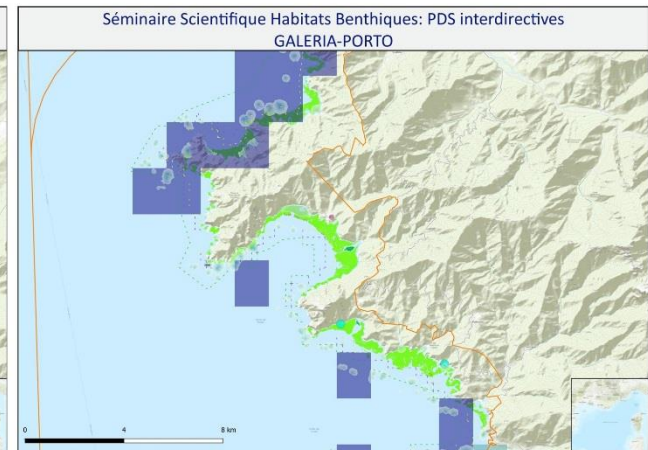 Séminaire Scientifique Habitats Benthiques: PDS interdirectives
GALERIA-PORTO
0 4 8 km